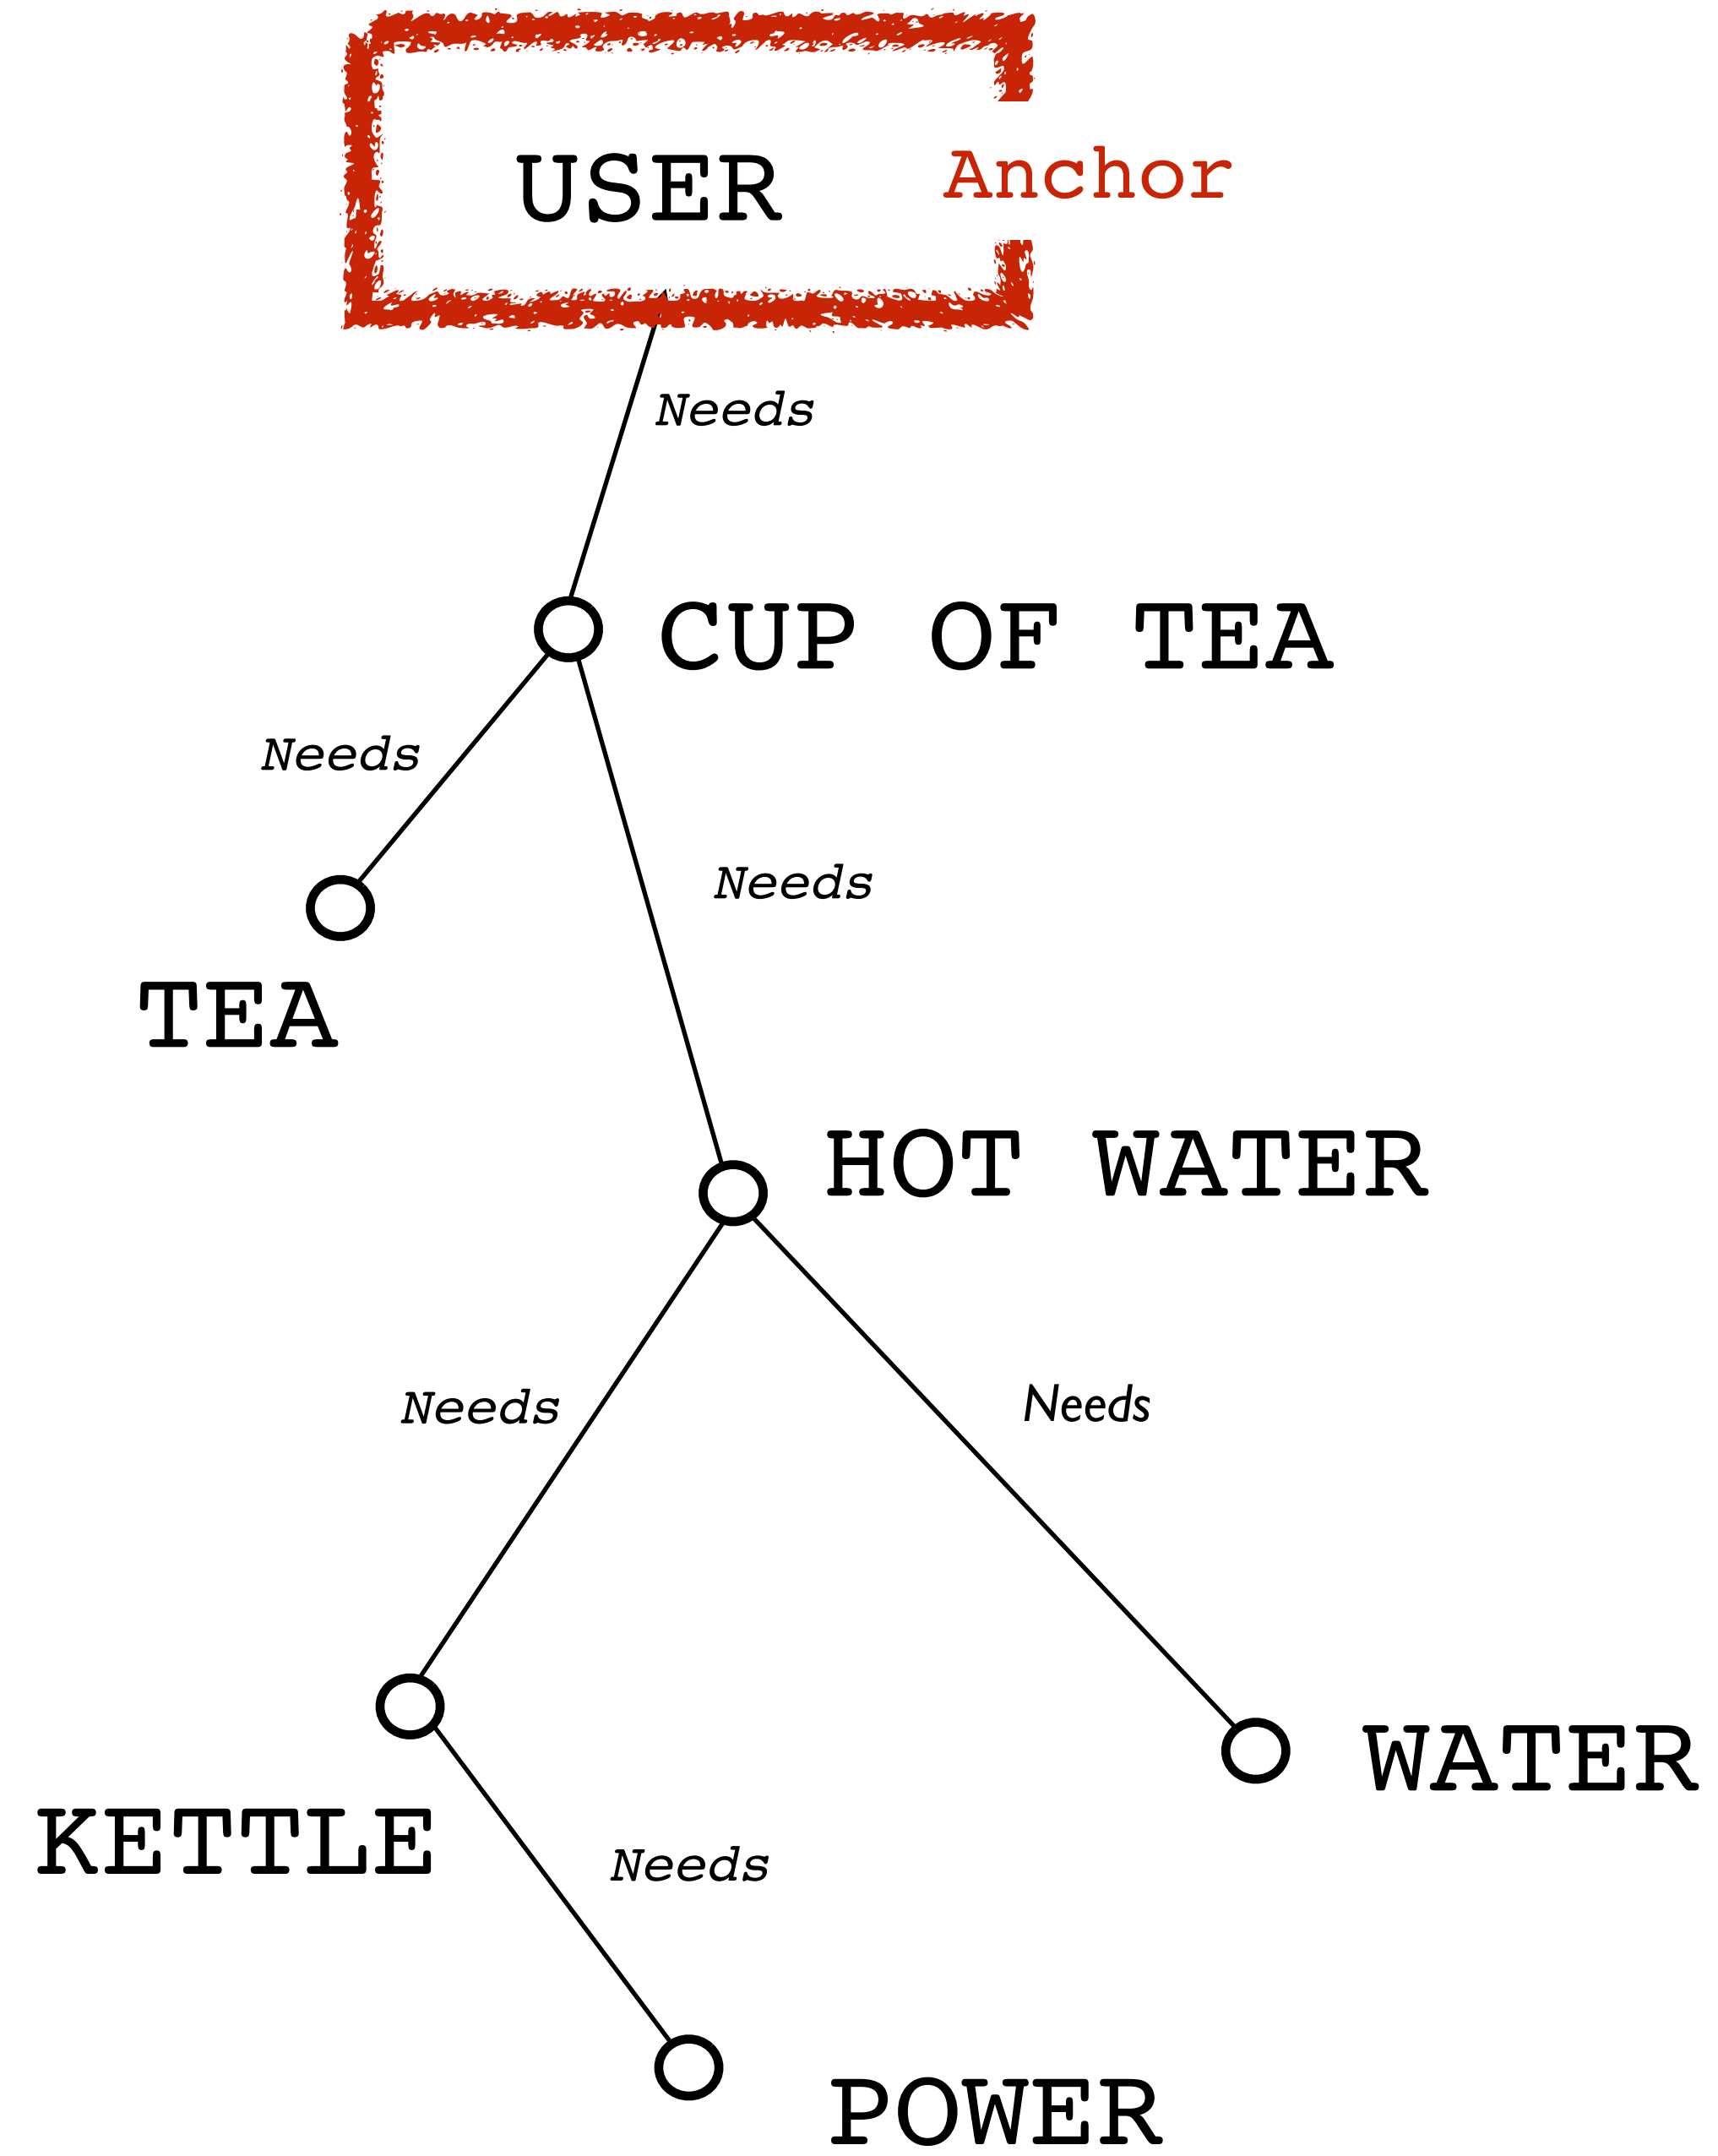 USER
Anchor
Needs
CUP OF TEA
Needs
Needs
TEA
HOT WATER
Needs
Needs
WATER
KETTLE
Needs
POWER